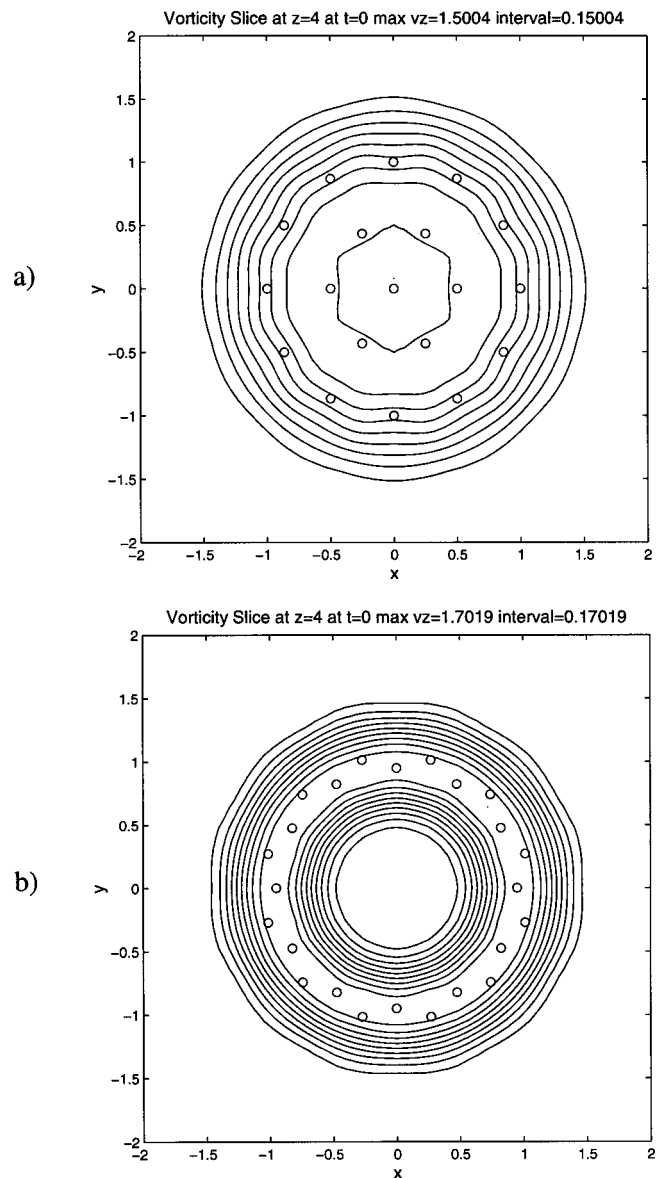 Vorticity Slice at z=4 at t=0 max vz=1.5004 interval=0.15004
2
1.5
1
0.5
a)
y
0
−0.5
−1
−1.5
−2
−2 −1.5 −1 −0.5 0 0.5 1 1.5 2
x
Vorticity Slice at z=4 at t=0 max vz=1.7019 interval=0.17019
2
1.5
1
0.5
b)
y
0
−0.5
−1
−1.5
−2
−2 −1.5 −1 −0.5 0 0.5 1 1.5 2
x